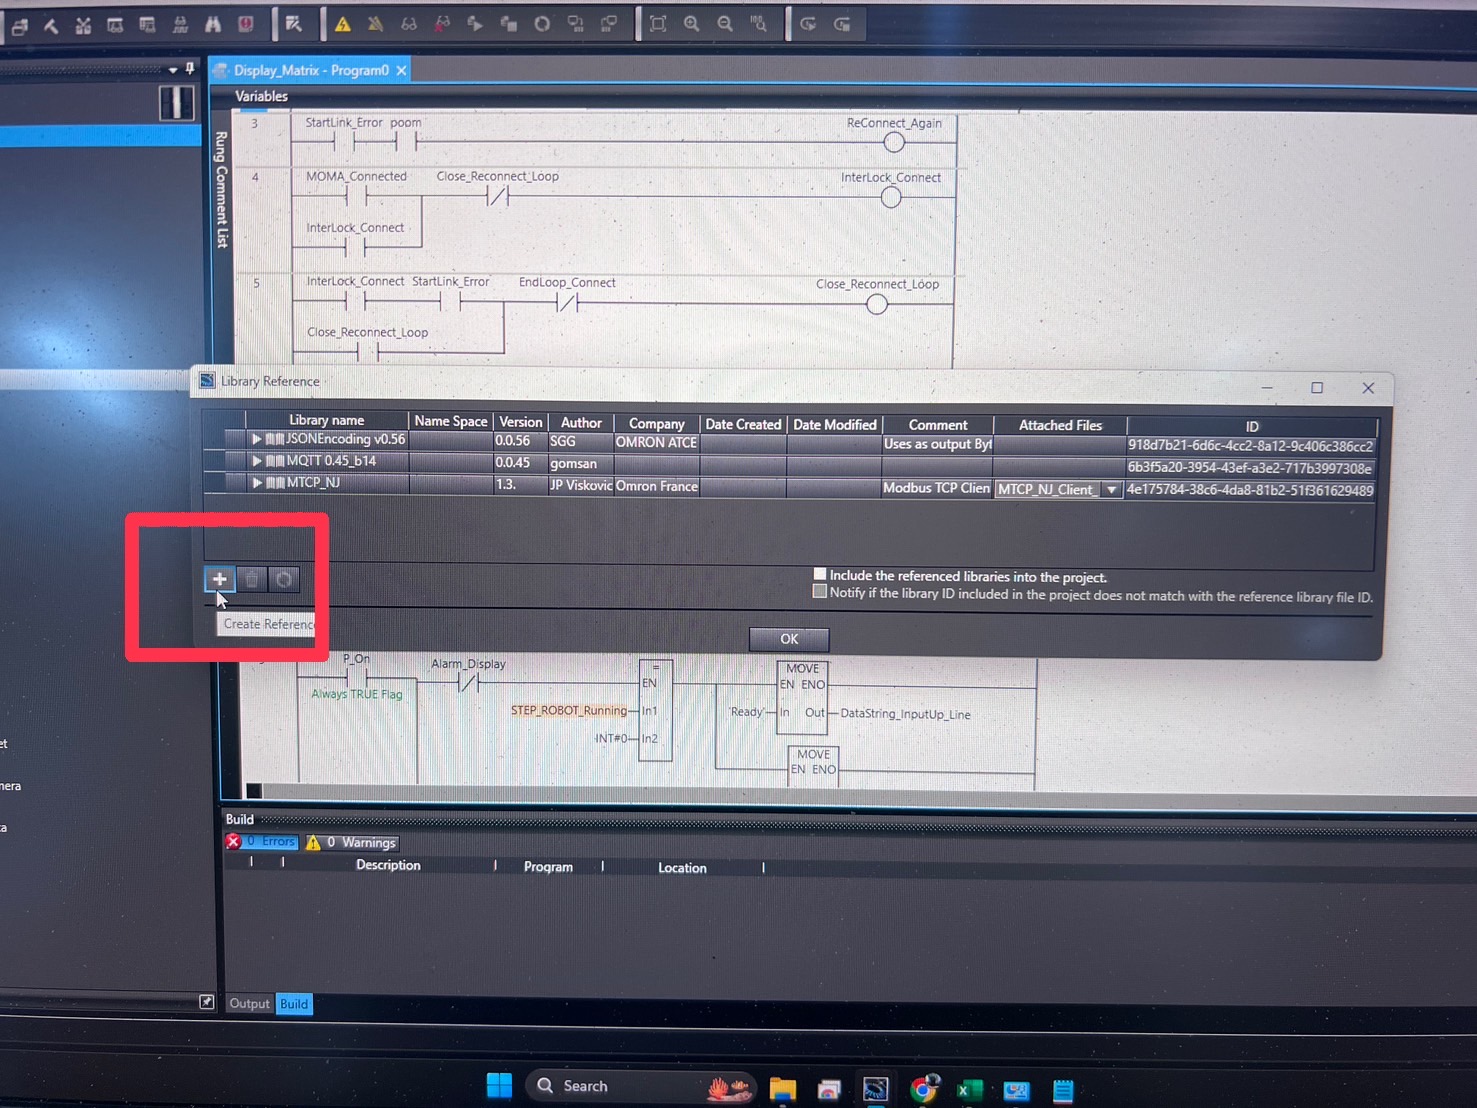 Display_Matrix - Program0
Variables
Rung Comment List
3
StartLink_Error poom
ReConnect_Again
4
MOMA_Connected
Close_Reconnect_Loop
InterLock_Connect
InterLock_Connect
5
InterLock_Connect StartLink_Error
EndLoop_Connect
Close_Reconnect_Loop
Close_Reconnect_Loop
Library Reference
Library name Name Space Version Author Company Date Created Date Modified Comment Attached Files ID
JSONEncoding v0.56 0.0.56 SGG OMRON ATCE Uses as output Byt 918d7b21-6d6c-4cc2-8a12-9c406c386cc2
MQTT 0.45_b14 0.0.45 gomsan 6b3f5a20-3954-43ef-a3e2-717b3997308e
MTCP_NJ 1.3. JP Viskovic Omron France Modbus TCP Clien MTCP_NJ_Client_ 4e175784-38c6-4da8-81b2-51f361629489
Include the referenced libraries into the project.
Notify if the library ID included in the project does not match with the reference library file ID.
Create Referenc
OK
P_On
Always TRUE Flag
Alarm_Display
=
EN
STEP_ROBOT_Running In1
INT#0 In2
MOVE
EN ENO
'Ready' In Out DataString_InputUp_Line
MOVE
EN ENO
et
nera
ta
Build
0 Errors 0 Warnings
Description Program Location
Output Build
Search